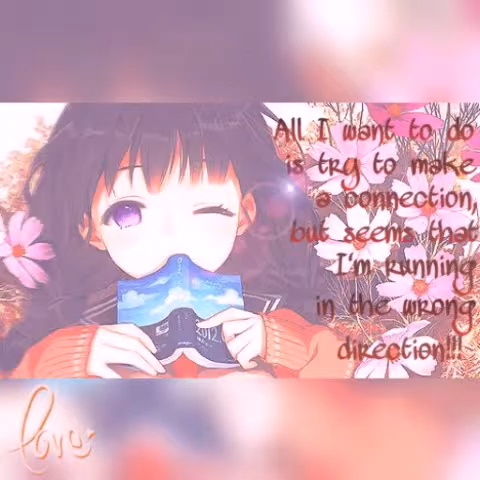 All I want to do
is try to make
a connection,
but seems that
I'm running
in the wrong
direction!!!
Love